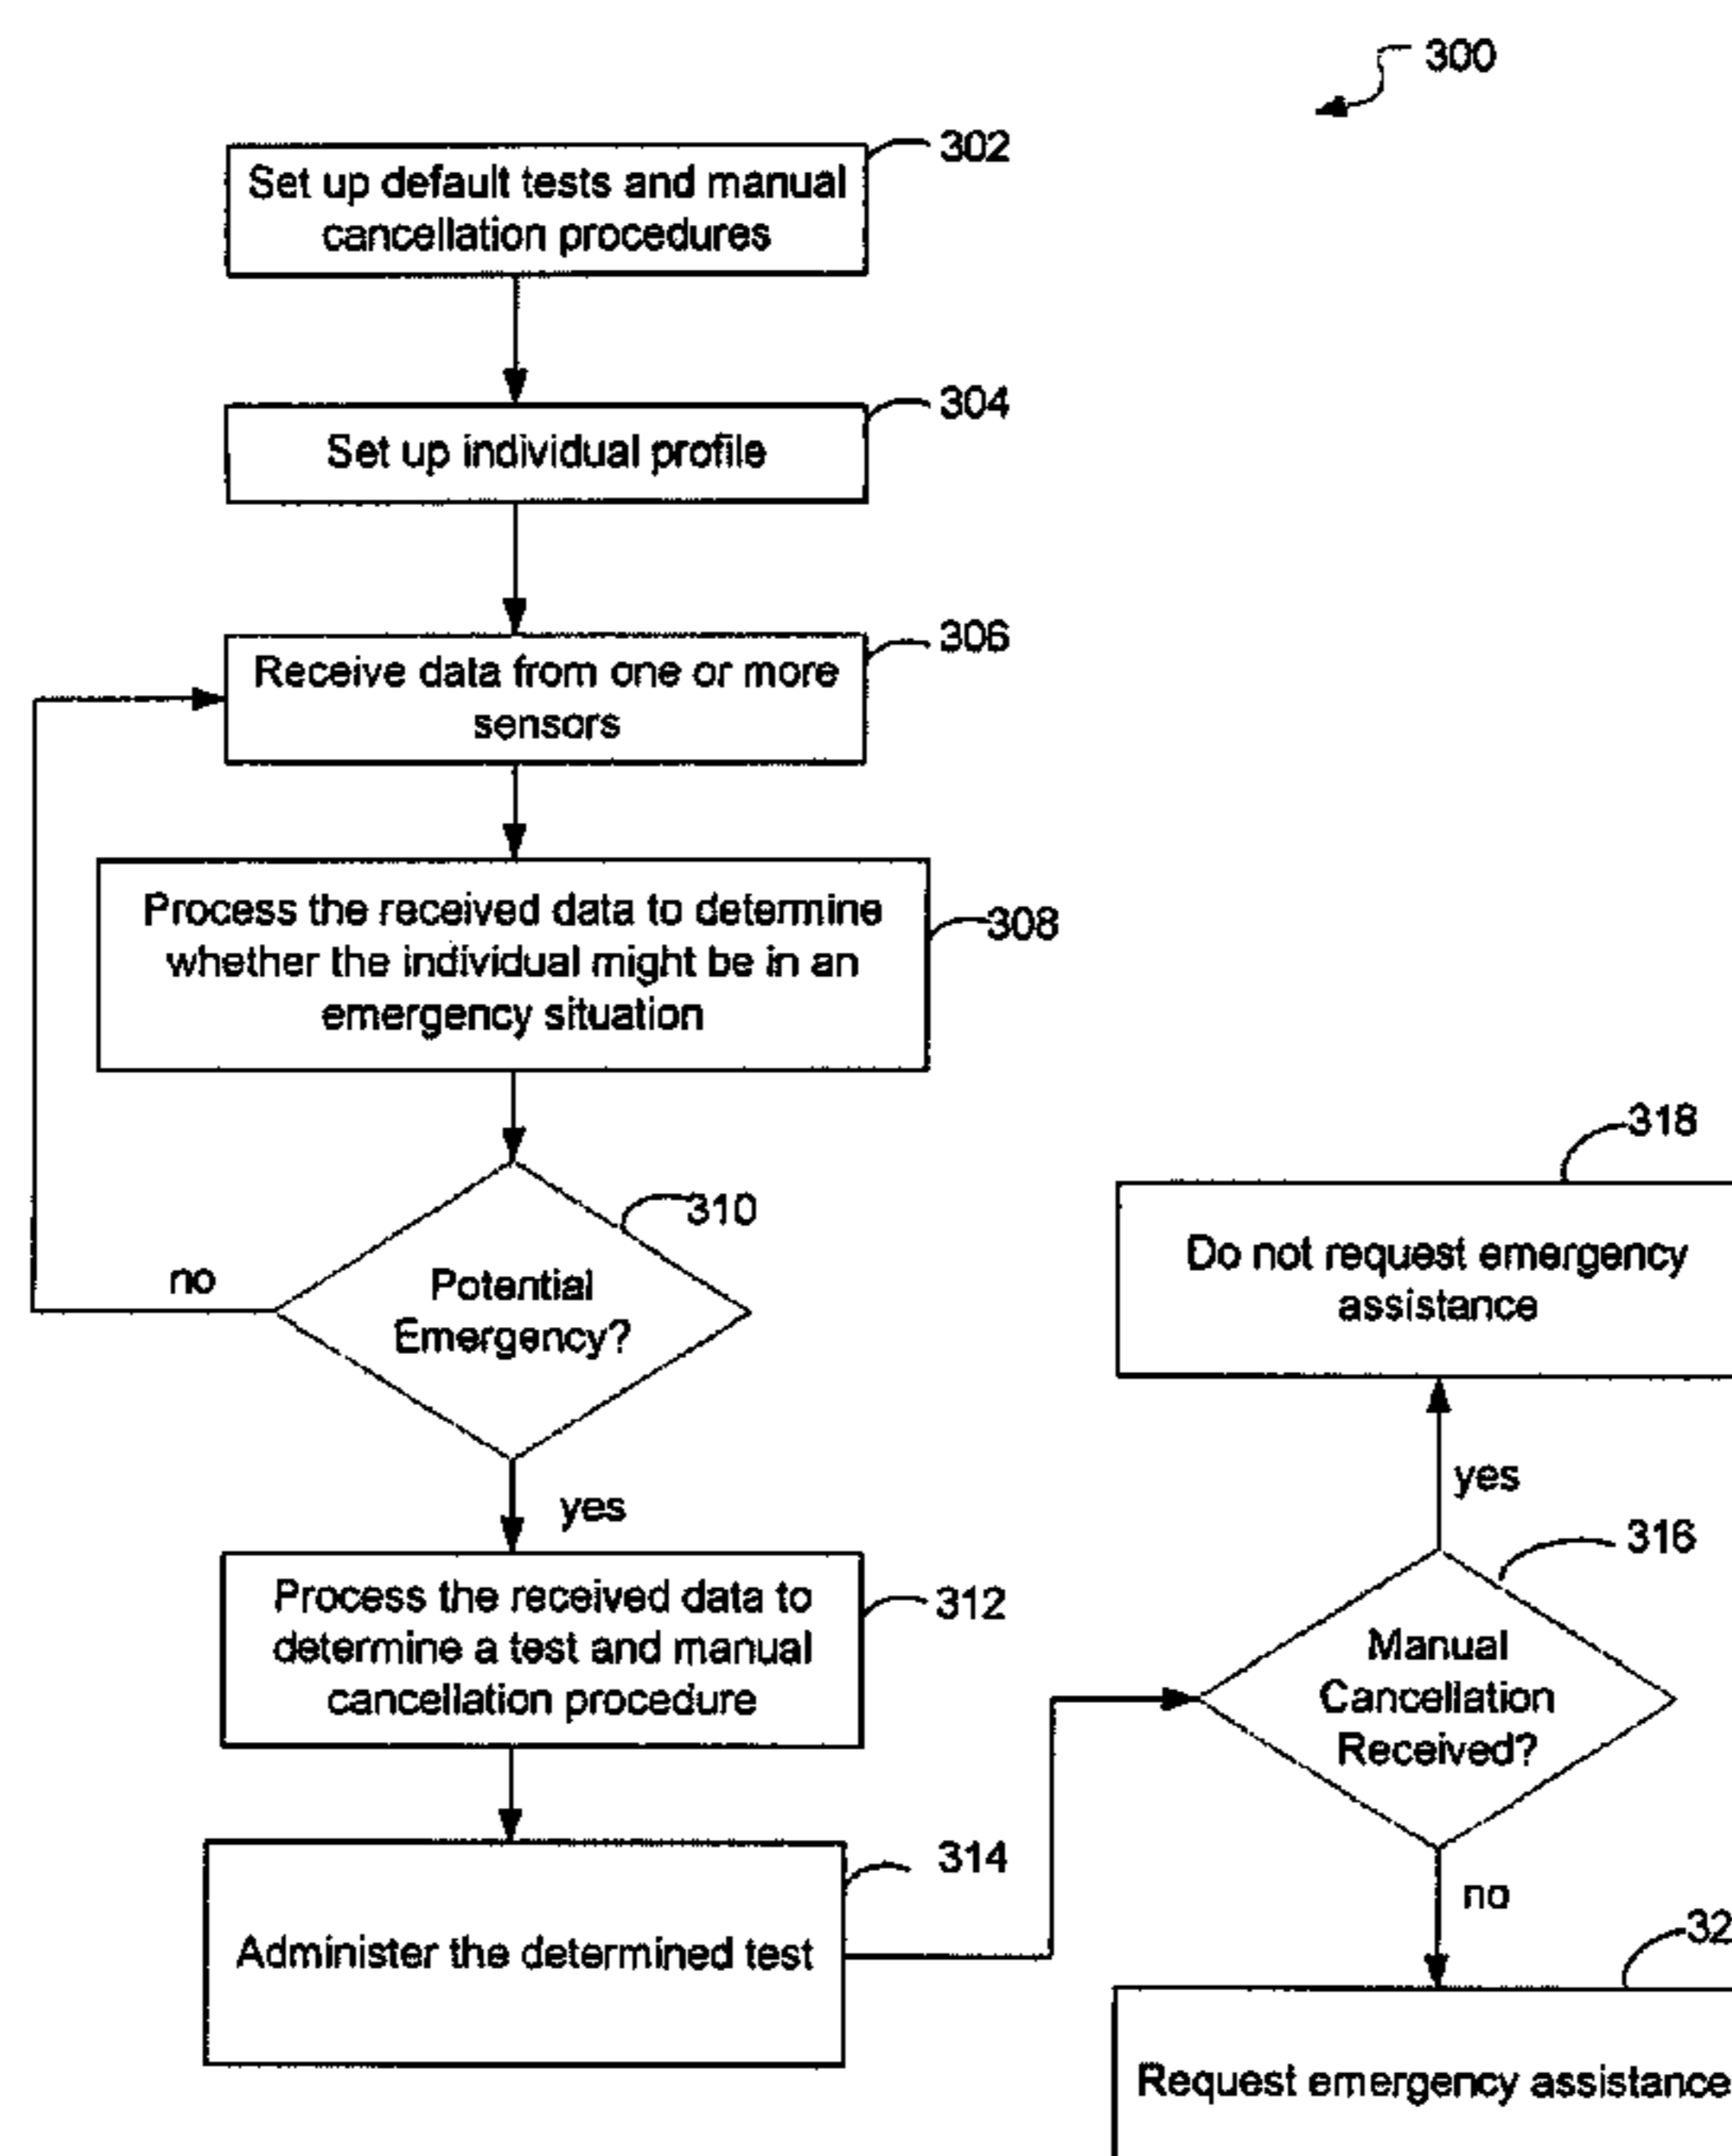 300
302
Set up default tests and manual
cancellation procedures
304
Set up individual profile
306
Receive data from one or more
sensors
308
Process the received data to determine
whether the individual might be in an
emergency situation
310
Potential
Emergency?
no
yes
312
Process the received data to
determine a test and manual
cancellation procedure
314
Administer the determined test
316
Manual
Cancellation
Received?
yes
318
Do not request emergency
assistance
no
32
Request emergency assistance